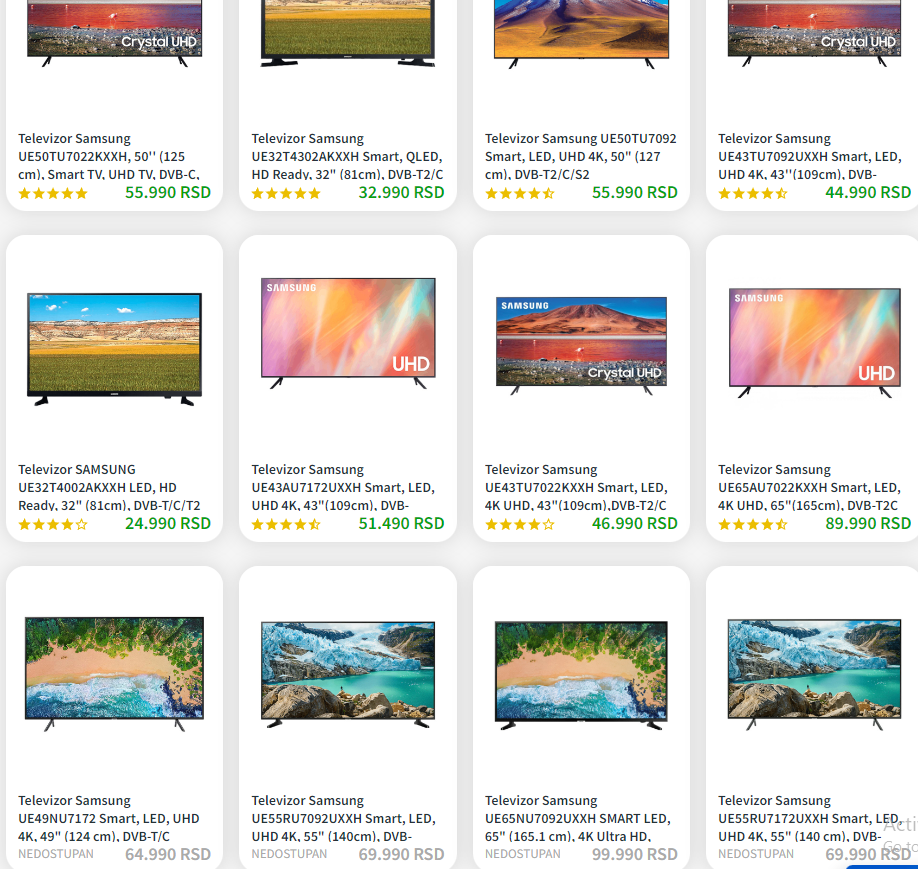 Crystal UHD
Crystal UHD
Televizor Samsung
UE50TU7022KXXH, 50'' (125
cm), Smart TV, UHD TV, DVB-C,
55.990 RSD
Televizor Samsung
UE32T4302AKXXH Smart, QLED,
HD Ready, 32" (81cm), DVB-T2/C
32.990 RSD
Televizor Samsung UE50TU7092
Smart, LED, UHD 4K, 50" (127
cm), DVB-T2/C/S2
55.990 RSD
Televizor Samsung
UE43TU7092UXXH Smart, LED,
UHD 4K, 43''(109cm), DVB-
44.990 RSD
SAMSUNG
UHD
SAMSUNG
Crystal UHD
SAMSUNG
UHD
Televizor SAMSUNG
UE32T4002AKXXH LED, HD
Ready, 32" (81cm), DVB-T/C/T2
24.990 RSD
Televizor Samsung
UE43AU7172UXXH Smart, LED,
UHD 4K, 43"(109cm), DVB-
51.490 RSD
Televizor Samsung
UE43TU7022KXXH Smart, LED,
4K UHD, 43"(109cm),DVB-T2/C
46.990 RSD
Televizor Samsung
UE65AU7022KXXH Smart, LED,
4K UHD, 65"(165cm), DVB-T2C
89.990 RSD
Televizor Samsung
UE49NU7172 Smart, LED, UHD
4K, 49" (124 cm), DVB-T/C
NEDOSTUPAN 64.990 RSD
Televizor Samsung
UE55RU7092UXXH Smart, LED,
UHD 4K, 55" (140cm), DVB-
NEDOSTUPAN 69.990 RSD
Televizor Samsung
UE65NU7092UXXH SMART LED,
65" (165.1 cm), 4K Ultra HD,
NEDOSTUPAN 99.990 RSD
Televizor Samsung
UE55RU7172UXXH Smart, LED,
UHD 4K, 55" (140 cm), DVB-
NEDOSTUPAN 69.990 RSD
Acti
Go to